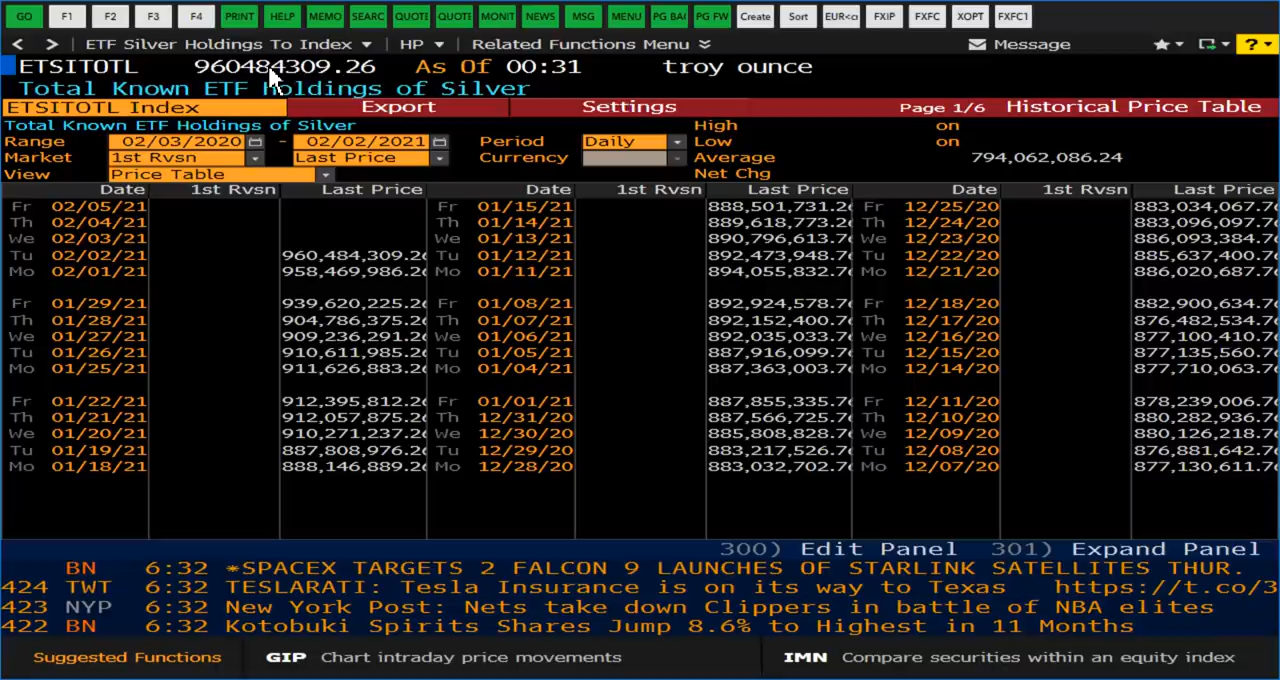 GO F1 F2 F3 F4 PRINT HELP MEMO SEARC QUOTE QUOTE MONIT NEWS MSG MENU PG BA PG FW Create Sort EUR<c FXIP FXFC XOPT FXFC1
< > ETF Silver Holdings To Index HP Related Functions Menu Message ?
ETSITOTL 960484309.26 As Of 00:31 troy ounce
Total Known ETF Holdings of Silver
ETSITOTL Index Export Settings Page 1/6 Historical Price Table
Total Known ETF Holdings of Silver High on
Range 02/03/2020 - 02/02/2021 Period Daily Low on
Market 1st Rvsn Last Price Currency Average 794,062,086.24
View Price Table Net Chg
Date 1st Rvsn Last Price Date 1st Rvsn Last Price Date 1st Rvsn Last Price
Fr 02/05/21 Fr 01/15/21 888,501,731.26 Fr 12/25/20 883,034,067.76
Th 02/04/21 Th 01/14/21 889,618,773.26 Th 12/24/20 883,096,097.76
We 02/03/21 We 01/13/21 890,796,613.76 We 12/23/20 886,093,384.76
Tu 02/02/21 960,484,309.26 Tu 01/12/21 892,473,948.76 Tu 12/22/20 885,637,400.76
Mo 02/01/21 958,469,986.26 Mo 01/11/21 894,055,832.76 Mo 12/21/20 886,020,687.76
Fr 01/29/21 939,620,225.26 Fr 01/08/21 892,924,578.76 Fr 12/18/20 882,900,634.76
Th 01/28/21 904,786,375.26 Th 01/07/21 892,152,400.76 Th 12/17/20 876,482,534.76
We 01/27/21 909,236,291.26 We 01/06/21 892,035,033.76 We 12/16/20 877,100,410.76
Tu 01/26/21 910,611,985.26 Tu 01/05/21 887,916,099.76 Tu 12/15/20 877,135,560.76
Mo 01/25/21 911,626,883.26 Mo 01/04/21 887,363,003.76 Mo 12/14/20 877,710,063.76
Fr 01/22/21 912,395,812.26 Fr 01/01/21 887,855,335.76 Fr 12/11/20 878,239,006.76
Th 01/21/21 912,057,875.26 Th 12/31/20 887,566,725.76 Th 12/10/20 880,282,936.76
We 01/20/21 910,271,237.26 We 12/30/20 885,808,828.76 We 12/09/20 880,126,218.76
Tu 01/19/21 887,808,976.26 Tu 12/29/20 883,217,526.76 Tu 12/08/20 876,881,642.76
Mo 01/18/21 888,146,889.26 Mo 12/28/20 883,032,702.76 Mo 12/07/20 877,130,611.76
300) Edit Panel 301) Expand Panel
BN 6:32 *SPACEX TARGETS 2 FALCON 9 LAUNCHES OF STARLINK SATELLITES THUR.
424 TWT 6:32 TESLARATI: Tesla Insurance is on its way to Texas https://t.co/3
423 NYP 6:32 New York Post: Nets take down Clippers in battle of NBA elites
422 BN 6:32 Kotobuki Spirits Shares Jump 8.6% to Highest in 11 Months
Suggested Functions GIP Chart intraday price movements IMN Compare securities within an equity index